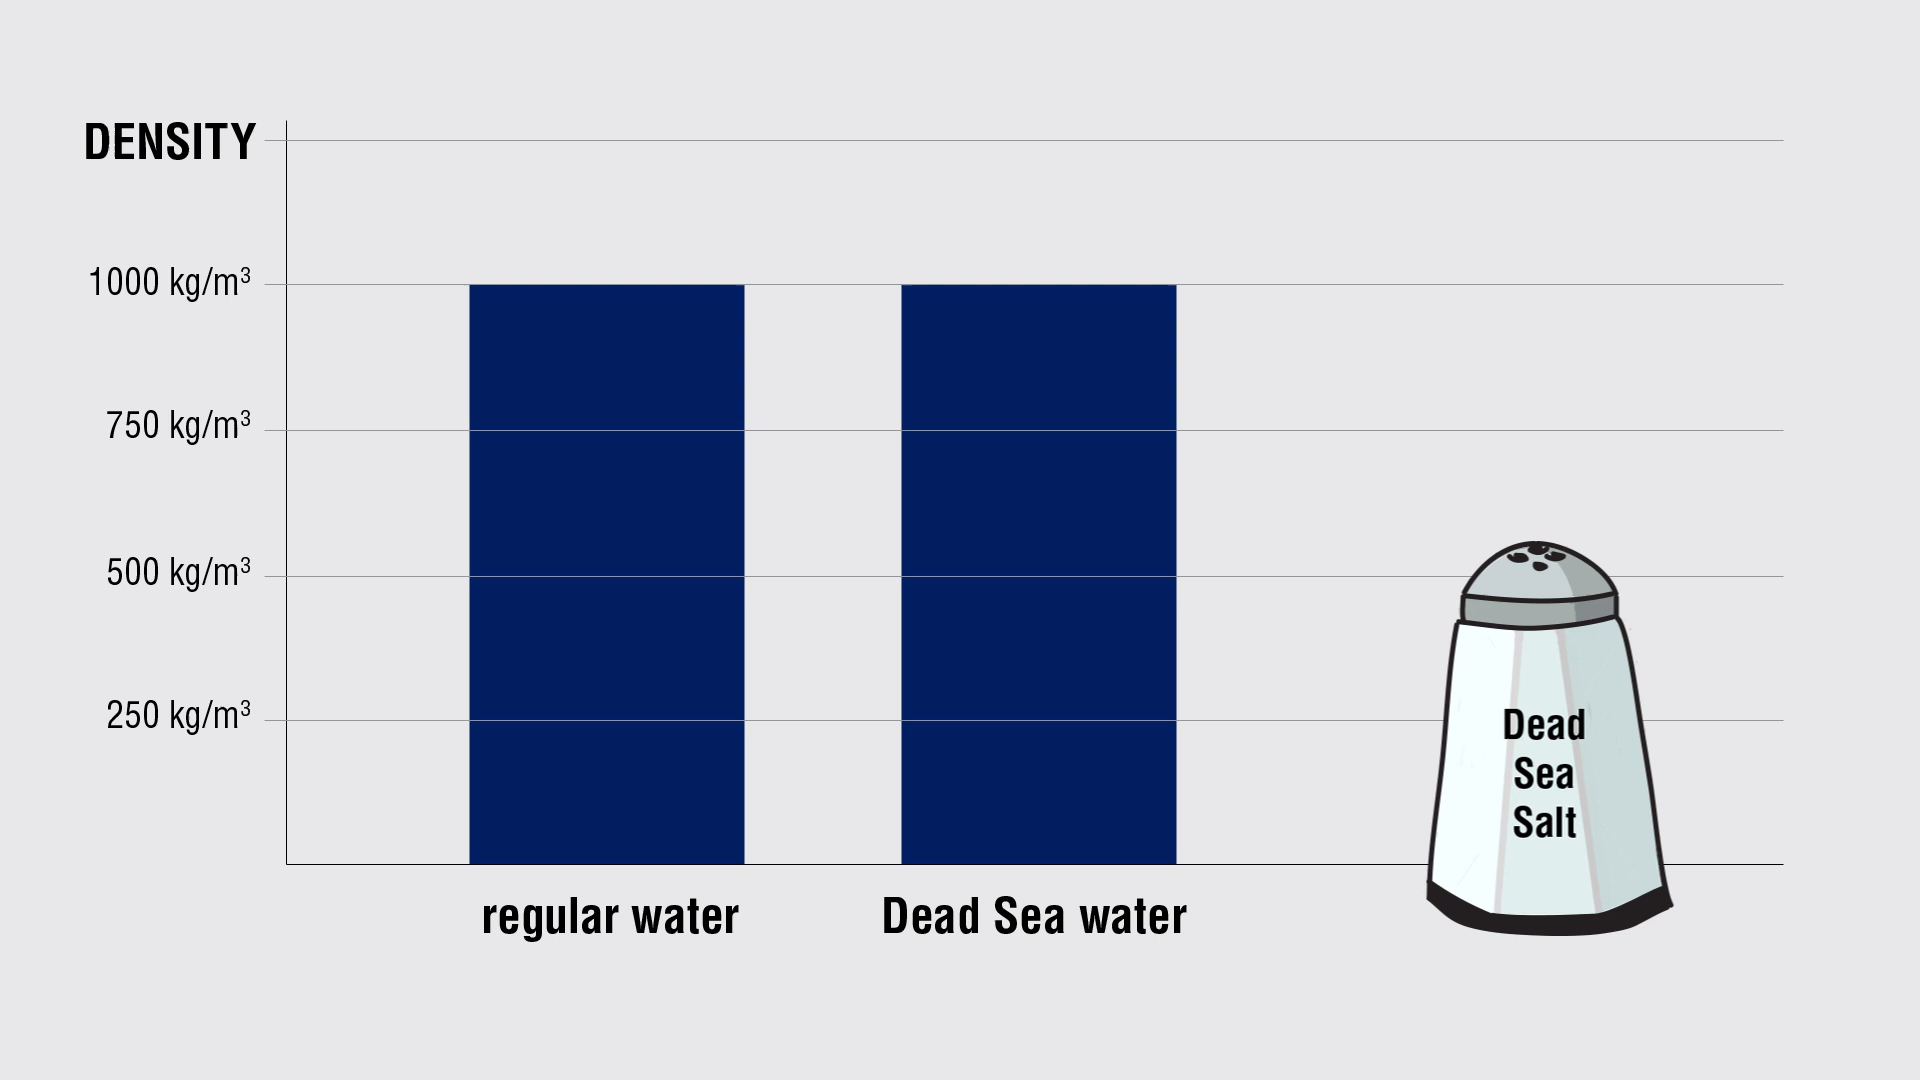 DENSITY
1000 kg/m³
750 kg/m³
500 kg/m³
250 kg/m³
regular water
Dead Sea water
Dead
Sea
Salt